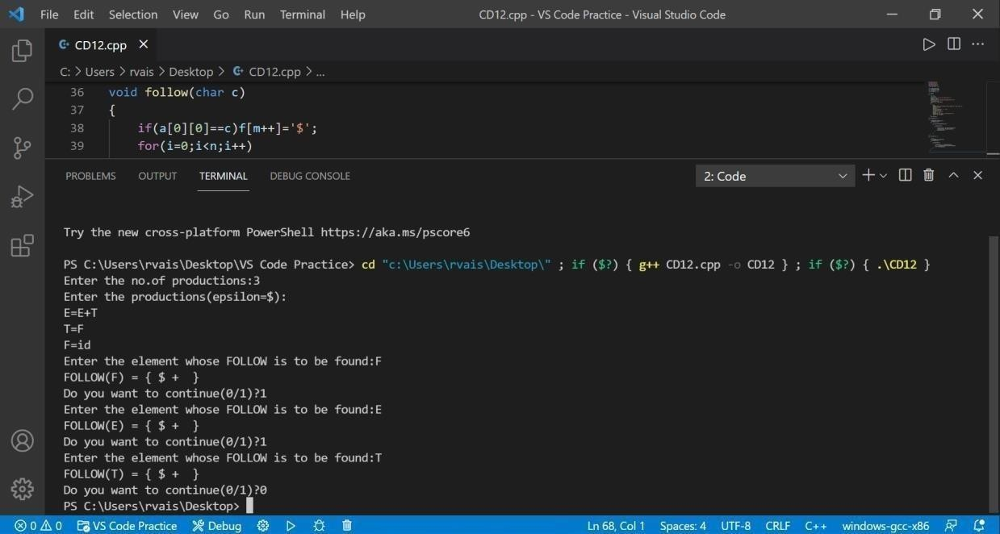 File Edit Selection View Go Run Terminal Help CD12.cpp - VS Code Practice - Visual Studio Code
CD12.cpp
C: > Users > rvais > Desktop > CD12.cpp > ...
36 void follow(char c)
37 {
38 if(a[0][0]==c)f[m++]='$';
39 for(i=0;i<n;i++)
PROBLEMS OUTPUT TERMINAL DEBUG CONSOLE 2: Code
Try the new cross-platform PowerShell https://aka.ms/pscore6
PS C:\Users\rvais\Desktop\VS Code Practice> cd "c:\Users\rvais\Desktop\" ; if ($?) { g++ CD12.cpp -o CD12 } ; if ($?) { .\CD12 }
Enter the no.of productions:3
Enter the productions(epsilon=$):
E=E+T
T=F
F=id
Enter the element whose FOLLOW is to be found:F
FOLLOW(F) = { $ +  }
Do you want to continue(0/1)?1
Enter the element whose FOLLOW is to be found:E
FOLLOW(E) = { $ +  }
Do you want to continue(0/1)?1
Enter the element whose FOLLOW is to be found:T
FOLLOW(T) = { $ +  }
Do you want to continue(0/1)?0
PS C:\Users\rvais\Desktop>
0 0 VS Code Practice Debug Ln 68, Col 1 Spaces: 4 UTF-8 CRLF C++ windows-gcc-x86